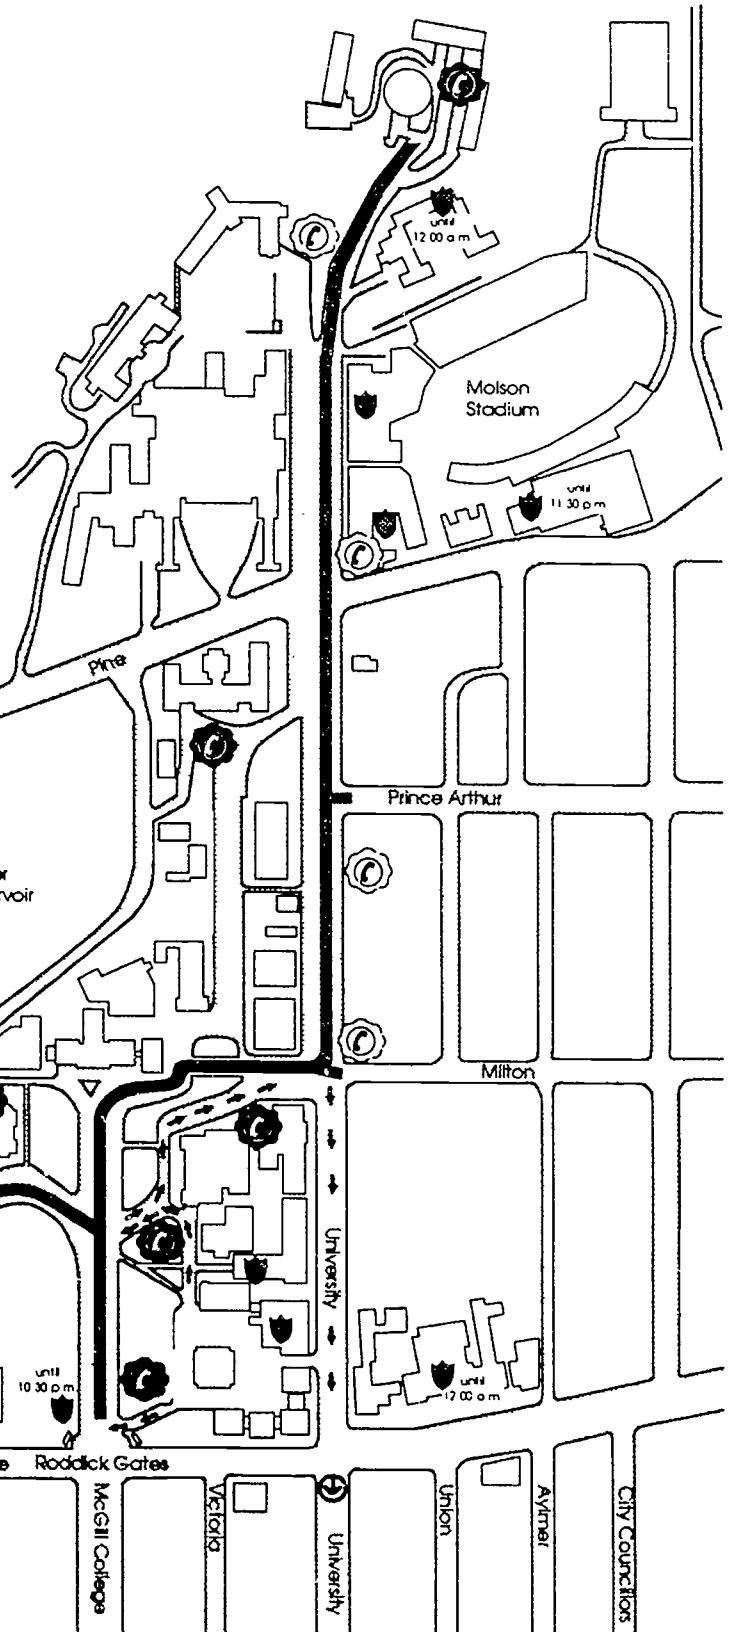 until
12 00 a m
Molson
Stadium
until
11 30 p m
Pine
Prince Arthur
rvoir
Milton
University
until
10 30 p m
until
12 00 a m
Roddick Gates
McGill College
Victoria
University
Union
Aylmer
City Councillors